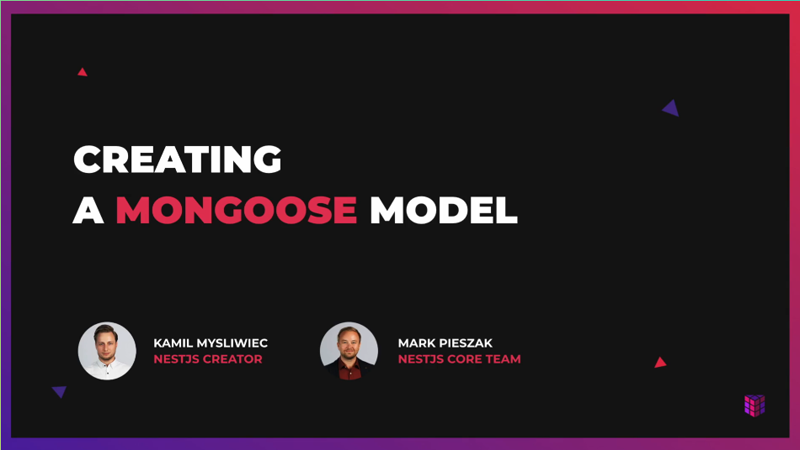 CREATING
A MONGOOSE MODEL
KAMIL MYSLIWIEC
NESTJS CREATOR
MARK PIESZAK
NESTJS CORE TEAM